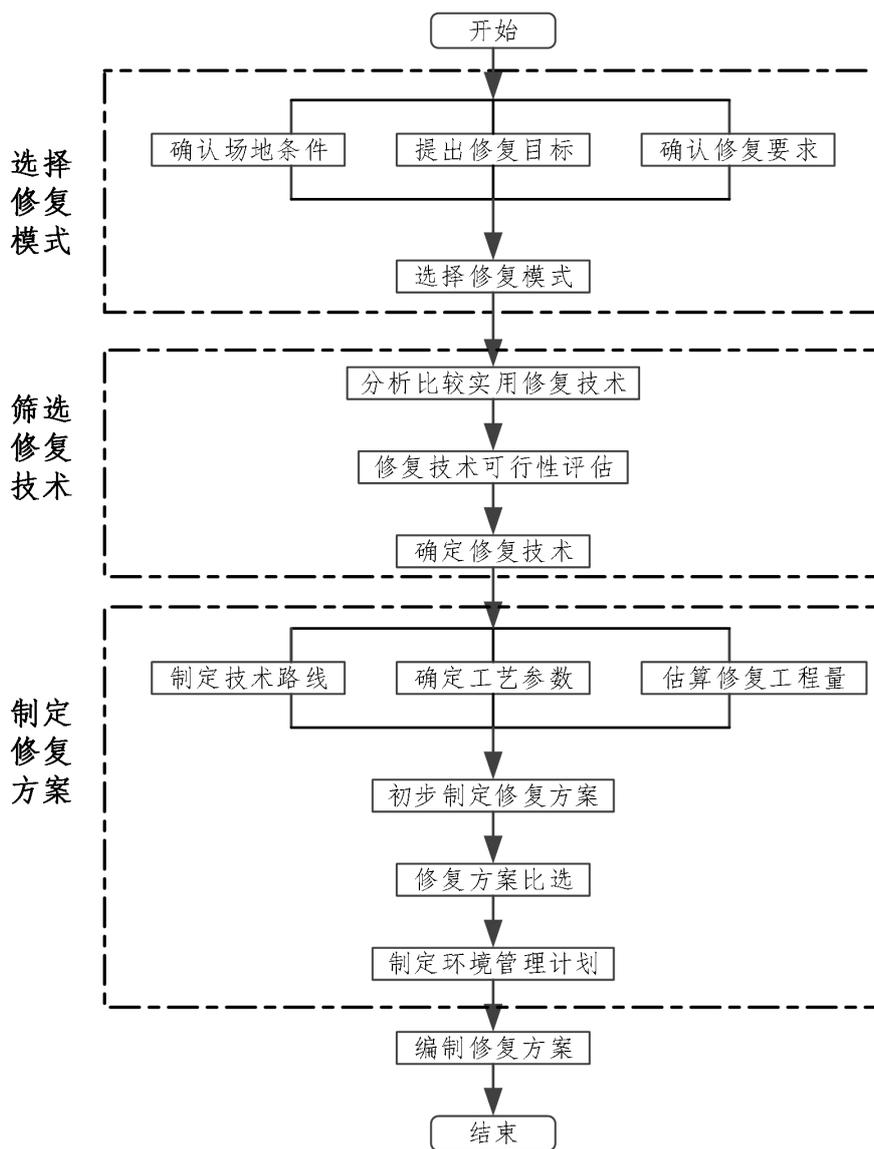 开始
选择
修复
模式
确认场地条件
提出修复目标
确认修复要求
选择修复模式
筛选
修复
技术
分析比较实用修复技术
修复技术可行性评估
确定修复技术
制定
修复
方案
制定技术路线
确定工艺参数
估算修复工程量
初步制定修复方案
修复方案比选
制定环境管理计划
编制修复方案
结束